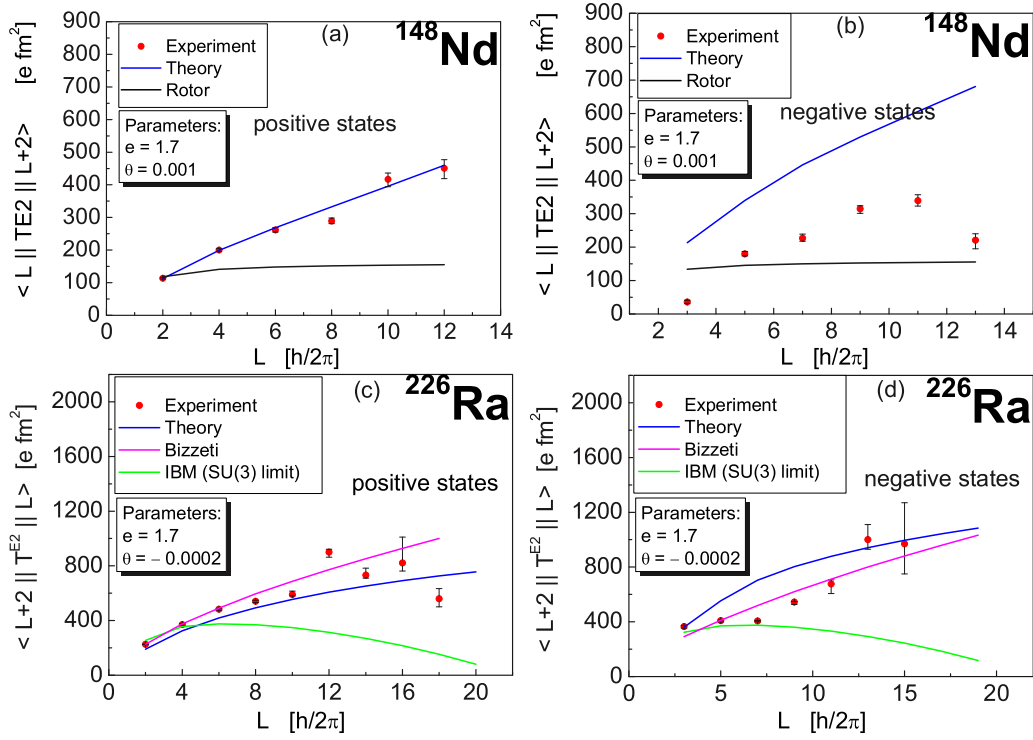 (a)
¹⁴⁸Nd
Experiment
Theory
Rotor
Parameters:
e = 1.7
θ = 0.001
positive states
< L || TE2 || L+2> [e fm²]
900
800
700
600
500
400
300
200
100
0
0 2 4 6 8 10 12 14
L [h/2π]
(b)
¹⁴⁸Nd
Experiment
Theory
Rotor
Parameters:
e = 1.7
θ = 0.001
negative states
< L || TE2 || L+2> [e fm²]
900
800
700
600
500
400
300
200
100
0
2 4 6 8 10 12 14
L [h/2π]
(c)
²²⁶Ra
Experiment
Theory
Bizzeti
IBM (SU(3) limit)
positive states
Parameters:
e = 1.7
θ = – 0.0002
< L+2 || Tᴱ² || L> [e fm²]
2000
1600
1200
800
400
0
0 4 8 12 16 20
L [h/2π]
(d)
²²⁶Ra
Experiment
Theory
Bizzeti
IBM (SU(3) limit)
negative states
Parameters:
e = 1.7
θ = – 0.0002
< L+2 || Tᴱ² || L> [e fm²]
2000
1600
1200
800
400
0
0 5 10 15 20
L [h/2π]